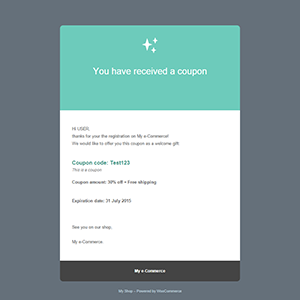 You have received a coupon
Hi USER,
thanks for your the registration on My e-Commerce!
We would like to offer you this coupon as a welcome gift:
Coupon code: Test123
This is a coupon
Coupon amount: 30% off + Free shipping
Expiration date: 31 July 2015
See you on our shop,
My e-Commerce.
My e-Commerce
My Shop – Powered by WooCommerce